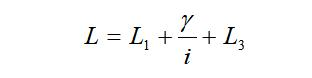 L = L₁ + γ/i + L₃